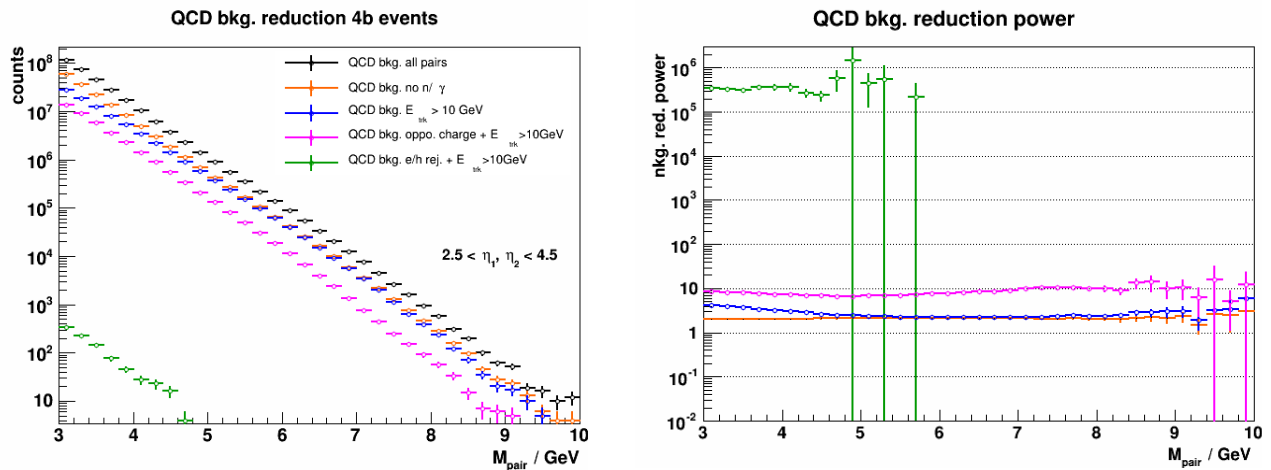 QCD bkg. reduction 4b events
counts
10^8
10^7
10^6
10^5
10^4
10^3
10^2
10
QCD bkg. all pairs
QCD bkg. no n/ γ
QCD bkg. E_trk > 10 GeV
QCD bkg. oppo. charge + E_trk>10GeV
QCD bkg. e/h rej. + E_trk>10GeV
2.5 < η_1, η_2 < 4.5
3 4 5 6 7 8 9 10
M_pair / GeV
QCD bkg. reduction power
nkg. red. power
10^6
10^5
10^4
10^3
10^2
10
1
10^-1
10^-2
3 4 5 6 7 8 9 10
M_pair / GeV